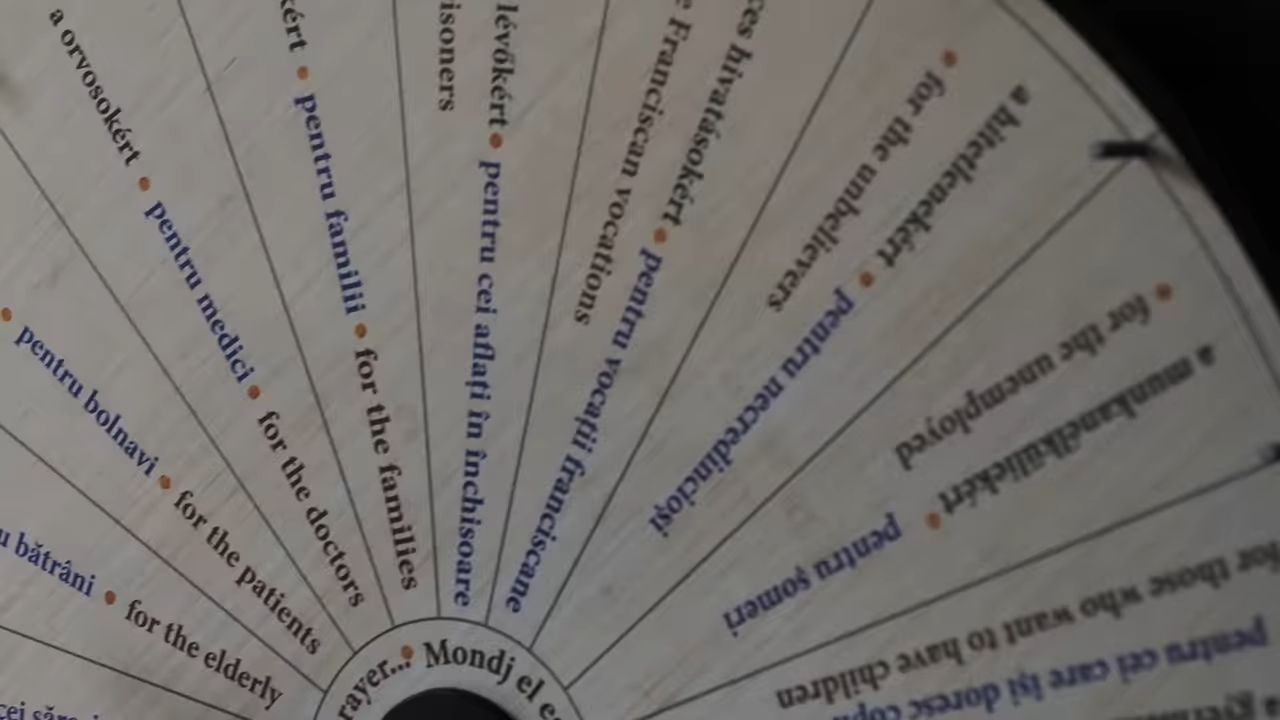 bătrâni • for the elderly
• pentru bolnavi • for the patients
a orvosokért • pentru medici • for the doctors
pentru familii • for the families
lévőkért • pentru cei aflați în închisoare
Franciscan vocations
hivatásokért • pentru vocații franciscane
a hitetlenekért • pentru necredincioși
• for the unbelievers
a munkanélküliekért • pentru șomeri
• for the unemployed
pentru cei care își doresc
for those who want to have children
Mondj el